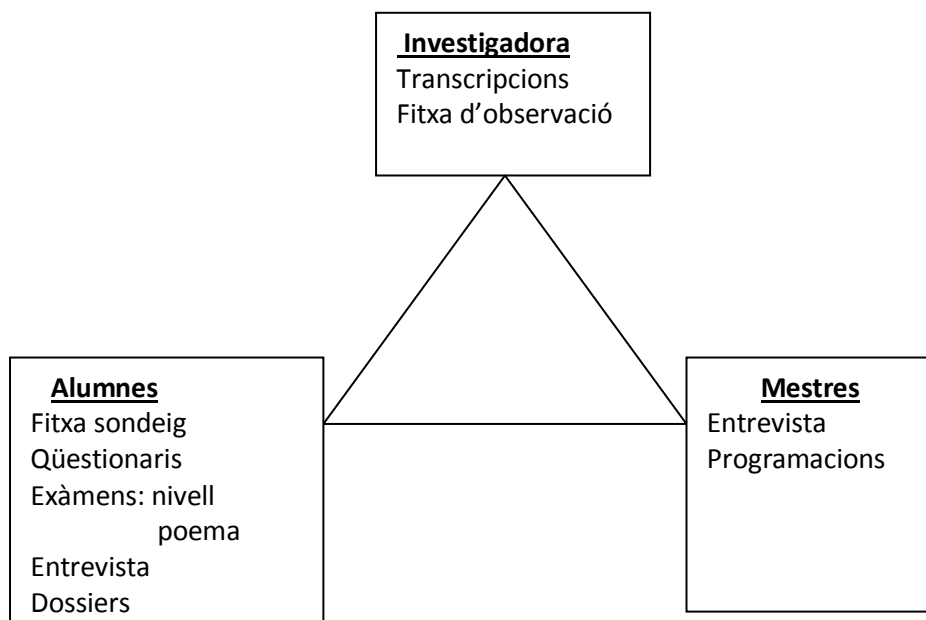 Investigadora
Transcripcions
Fitxa d’observació
Alumnes
Fitxa sondeig
Qüestionaris
Exàmens: nivell
poema
Entrevista
Dossiers
Mestres
Entrevista
Programacions